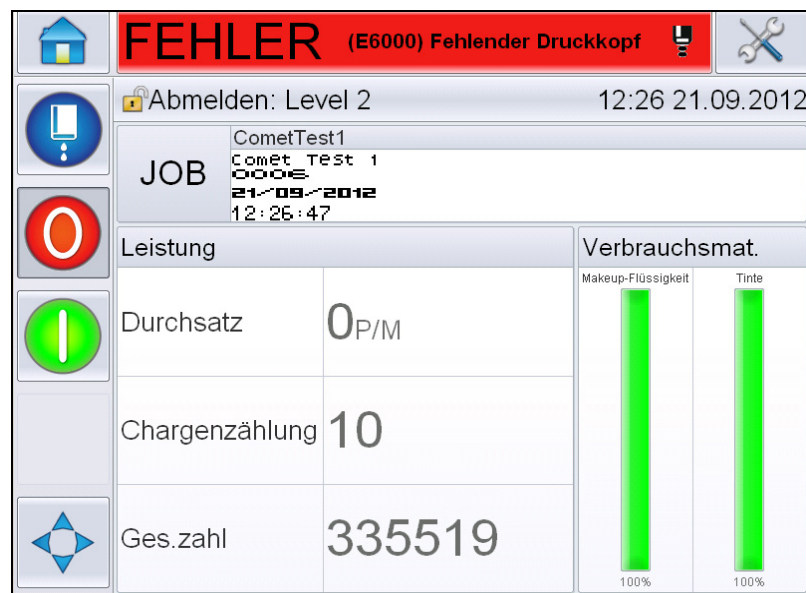 FEHLER (E6000) Fehlender Druckkopf
Abmelden: Level 2 12:26 21.09.2012
JOB
CometTest1
Comet Test 1
0006
21/09/2012
12:26:47
Leistung
Verbrauchsmat.
Durchsatz 0 P/M
Chargenzählung 10
Ges.zahl 335519
Makeup-Flüssigkeit Tinte
100% 100%